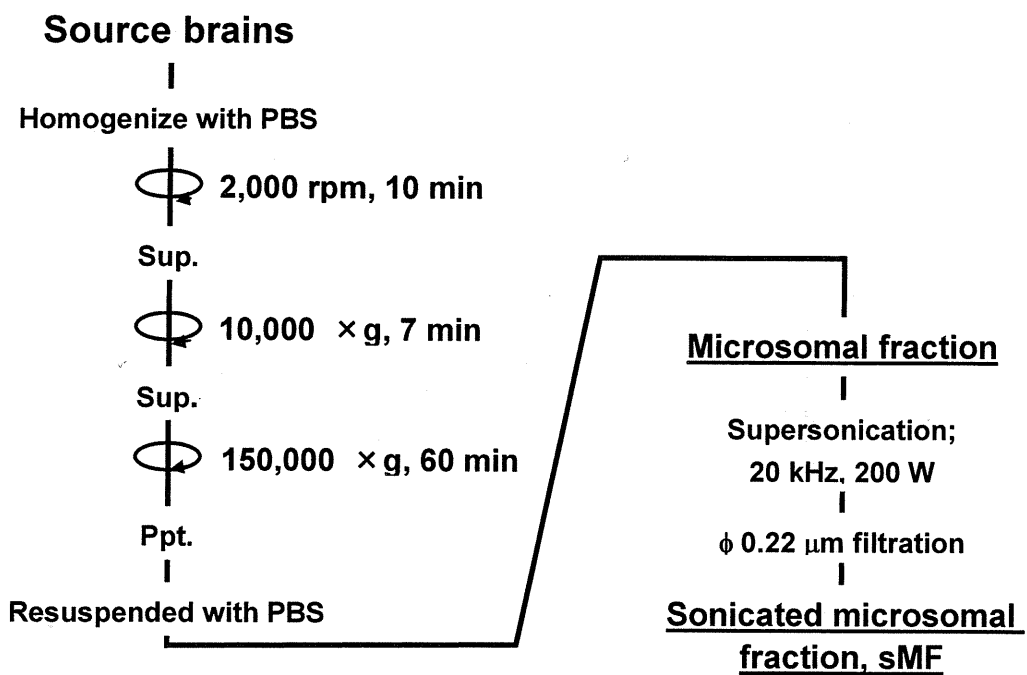 Source brains
Homogenize with PBS
2,000 rpm, 10 min
Sup.
10,000 × g, 7 min
Sup.
150,000 × g, 60 min
Ppt.
Resuspended with PBS
Microsomal fraction
Supersonication;
20 kHz, 200 W
ϕ 0.22 μm filtration
Sonicated microsomal
fraction, sMF